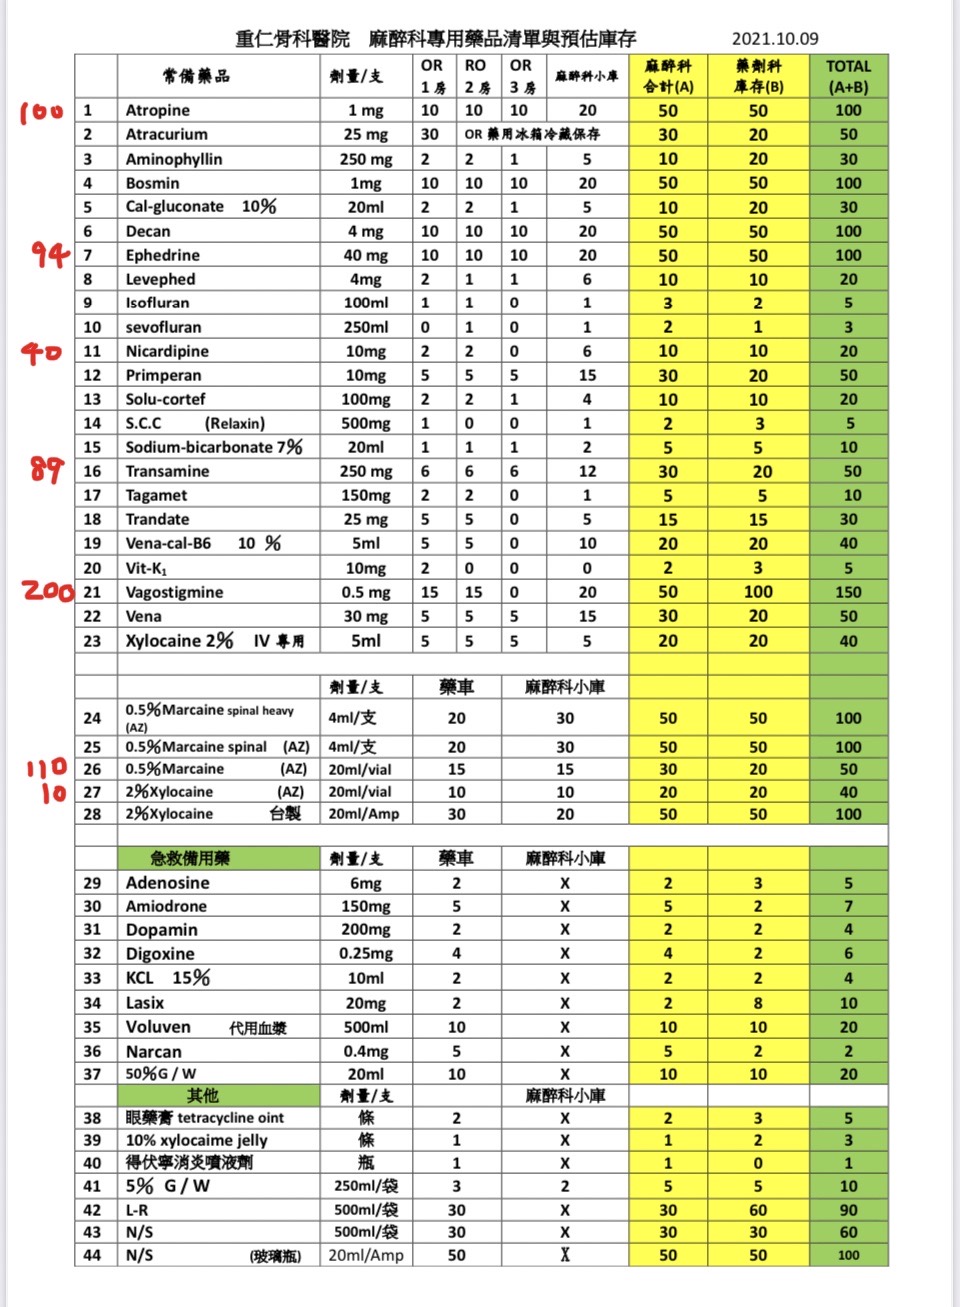 重仁骨科醫院 麻醉科專用藥品清單與預估庫存 2021.10.09
常備藥品 劑量/支 OR 1房 RO 2房 OR 3房 麻醉科小庫 麻醉科合計(A) 藥劑科庫存(B) TOTAL (A+B)
100 1 Atropine 1 mg 10 10 10 20 50 50 100
2 Atracurium 25 mg 30 OR 藥用冰箱冷藏保存 30 20 50
3 Aminophyllin 250 mg 2 2 1 5 10 20 30
4 Bosmin 1mg 10 10 10 20 50 50 100
5 Cal-gluconate 10% 20ml 2 2 1 5 10 20 30
6 Decan 4 mg 10 10 10 20 50 50 100
94 7 Ephedrine 40 mg 10 10 10 20 50 50 100
8 Levephed 4mg 2 1 1 6 10 10 20
9 Isofluran 100ml 1 1 0 1 3 2 5
10 sevofluran 250ml 0 1 0 1 2 1 3
40 11 Nicardipine 10mg 2 2 0 6 10 10 20
12 Primperan 10mg 5 5 5 15 30 20 50
13 Solu-cortef 100mg 2 2 1 4 10 10 20
14 S.C.C (Relaxin) 500mg 1 0 0 1 2 3 5
15 Sodium-bicarbonate 7% 20ml 1 1 1 2 5 5 10
89 16 Transamine 250 mg 6 6 6 12 30 20 50
17 Tagamet 150mg 2 2 0 1 5 5 10
18 Trandate 25 mg 5 5 0 5 15 15 30
19 Vena-cal-B6 10 % 5ml 5 5 0 10 20 20 40
20 Vit-K₁ 10mg 2 0 0 0 2 3 5
200 21 Vagostigmine 0.5 mg 15 15 0 20 50 100 150
22 Vena 30 mg 5 5 5 15 30 20 50
23 Xylocaine 2% IV 專用 5ml 5 5 5 5 20 20 40
劑量/支 藥車 麻醉科小庫
24 0.5%Marcaine spinal heavy (AZ) 4ml/支 20 30 50 50 100
25 0.5%Marcaine spinal (AZ) 4ml/支 20 30 50 50 100
110 26 0.5%Marcaine (AZ) 20ml/vial 15 15 30 20 50
10 27 2%Xylocaine (AZ) 20ml/vial 10 10 20 20 40
28 2%Xylocaine 台製 20ml/Amp 30 20 50 50 100
急救備用藥 劑量/支 藥車 麻醉科小庫
29 Adenosine 6mg 2 X 2 3 5
30 Amiodrone 150mg 5 X 5 2 7
31 Dopamin 200mg 2 X 2 2 4
32 Digoxine 0.25mg 4 X 4 2 6
33 KCL 15% 10ml 2 X 2 2 4
34 Lasix 20mg 2 X 2 8 10
35 Voluven 代用血漿 500ml 10 X 10 10 20
36 Narcan 0.4mg 5 X 5 2 2
37 50%G / W 20ml 10 X 10 10 20
其他 劑量/支 麻醉科小庫
38 眼藥膏 tetracycline oint 條 2 X 2 3 5
39 10% xylocaime jelly 條 1 X 1 2 3
40 得伏寧消炎噴液劑 瓶 1 X 1 0 1
41 5% G / W 250ml/袋 3 2 5 5 10
42 L-R 500ml/袋 30 X 30 60 90
43 N/S 500ml/袋 30 X 30 30 60
44 N/S (玻璃瓶) 20ml/Amp 50 X 50 50 100